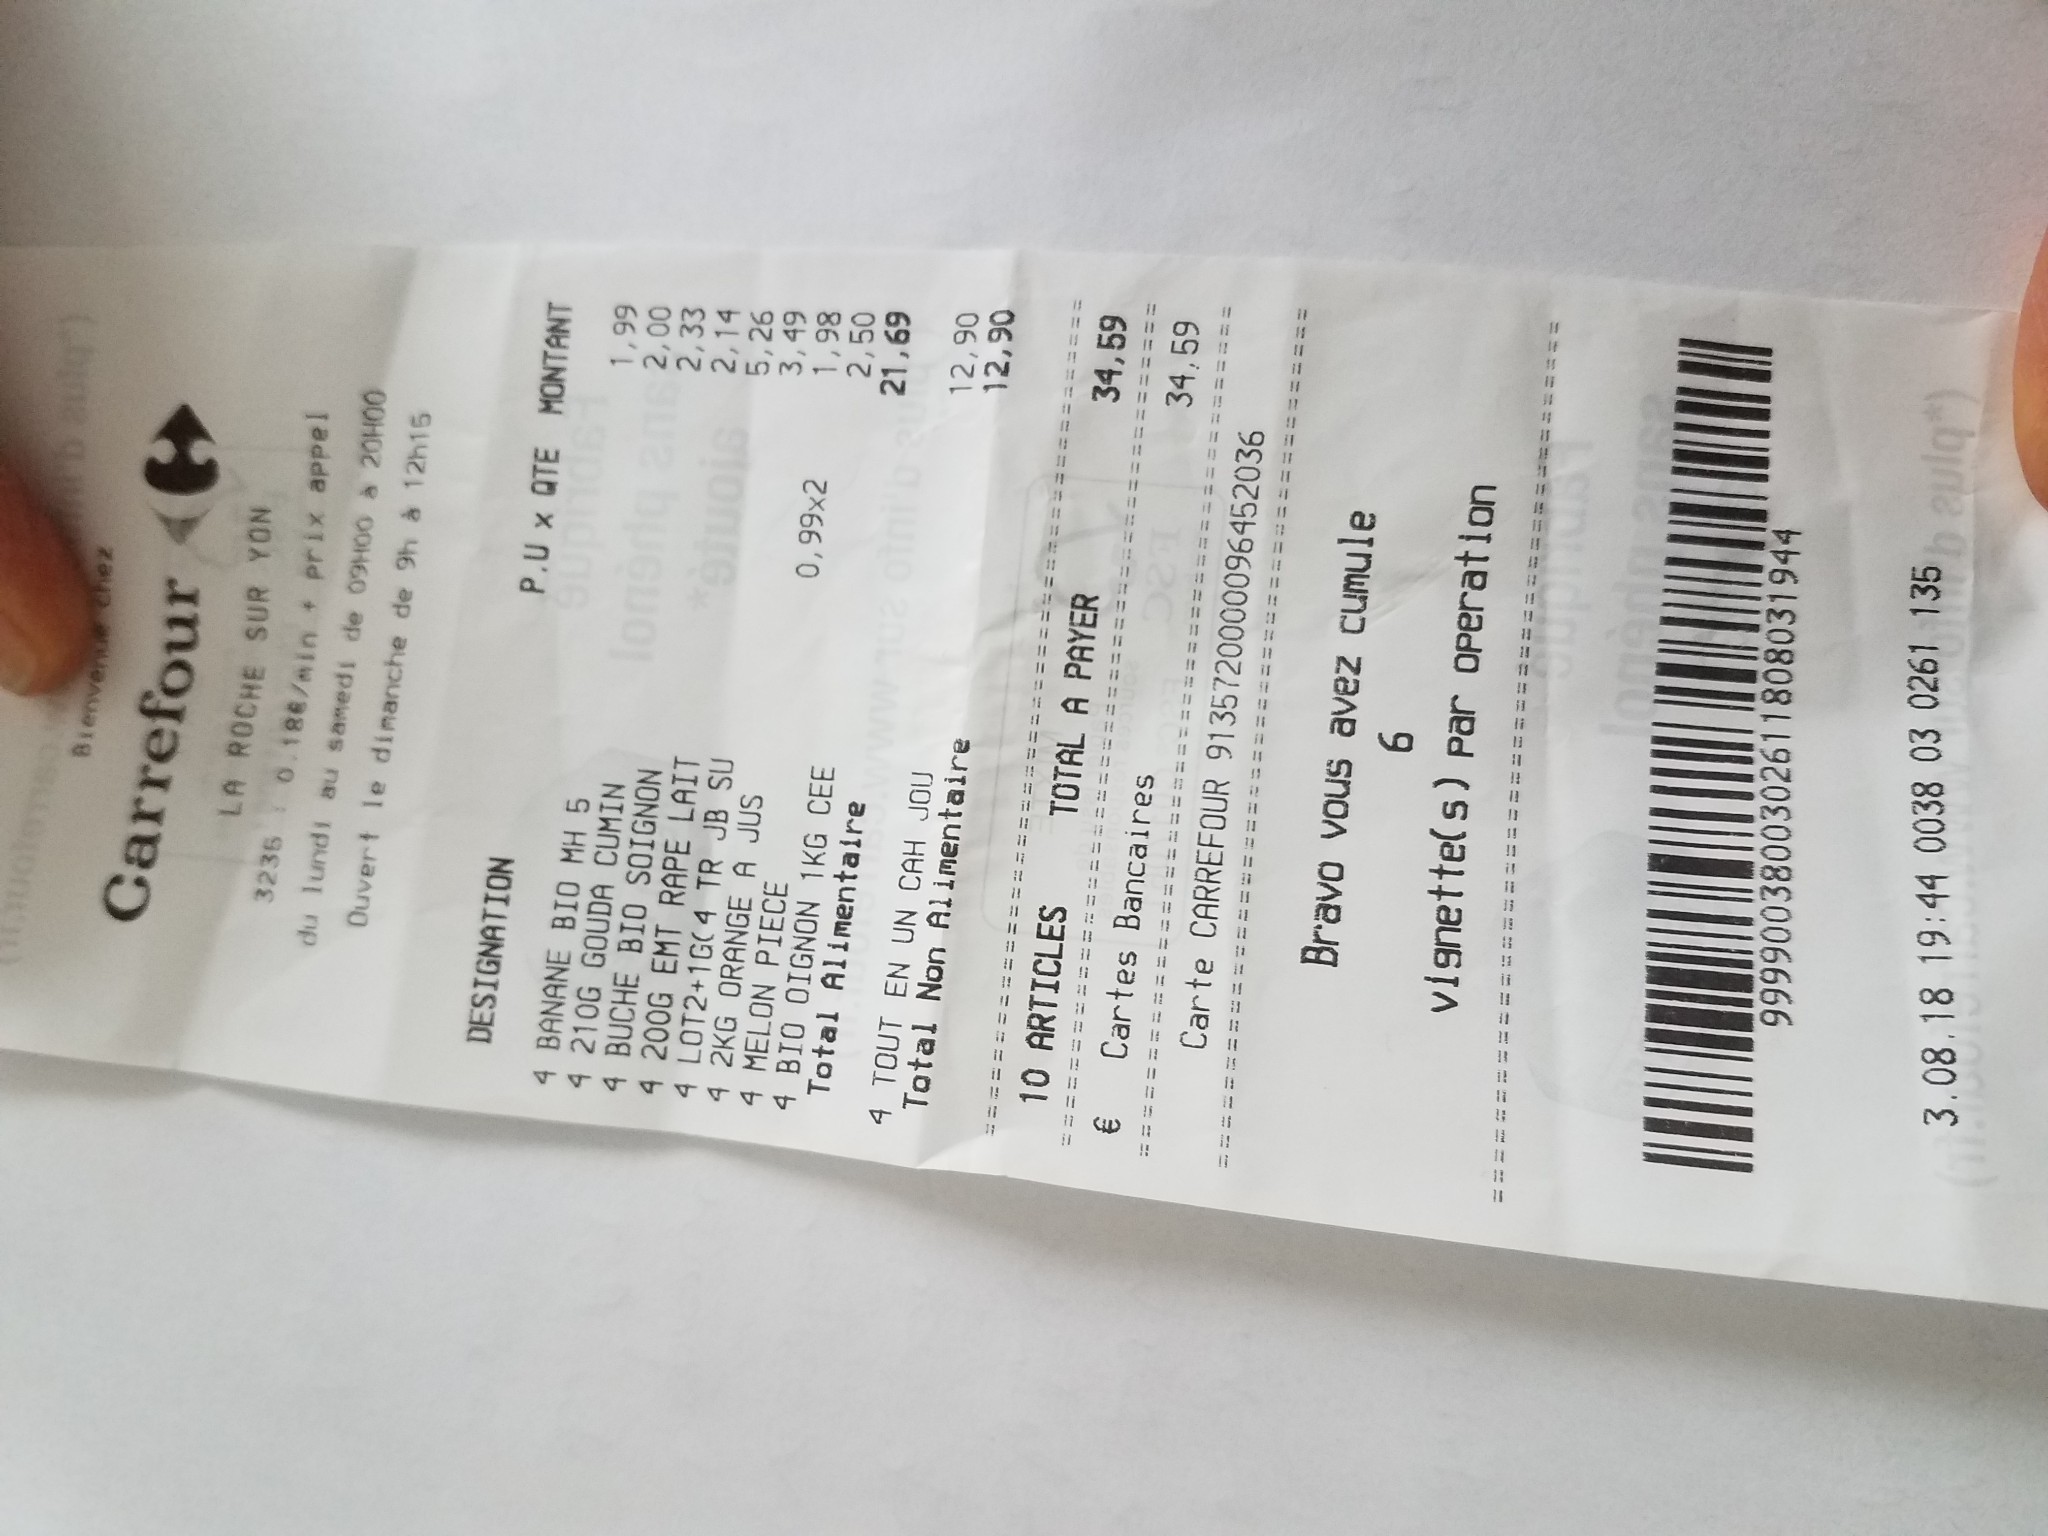 Bienvenue chez
Carrefour
LA ROCHE SUR YON
3235 : 0.18€/min + prix appel
du lundi au samedi de 09H00 à 20H00
Ouvert le dimanche de 9h à 12h15
DESIGNATION P.U x QTE MONTANT
4 BANANE BIO MH 5 1,99
4 210G GOUDA CUMIN 2,00
4 BUCHE BIO SOIGNON 2,33
4 200G EMT RAPE LAIT 2,14
4 LOT2+1G(4 TR JB SU 5,26
4 2KG ORANGE A JUS 3,49
4 MELON PIECE 0,99x2 1,98
4 BIO OIGNON 1KG CEE 2,50
Total Alimentaire 21,69
4 TOUT EN UN CAH JOU 12,90
Total Non Alimentaire 12,90
================================
10 ARTICLES TOTAL A PAYER 34,59
================================
€ Cartes Bancaires 34,59
================================
Carte CARREFOUR 9135720000096452036
================================
Bravo vous avez cumule
6
vignette(s) par operation
================================
9999003800302611808031944
3.08.18 19:44 0038 03 0261 135